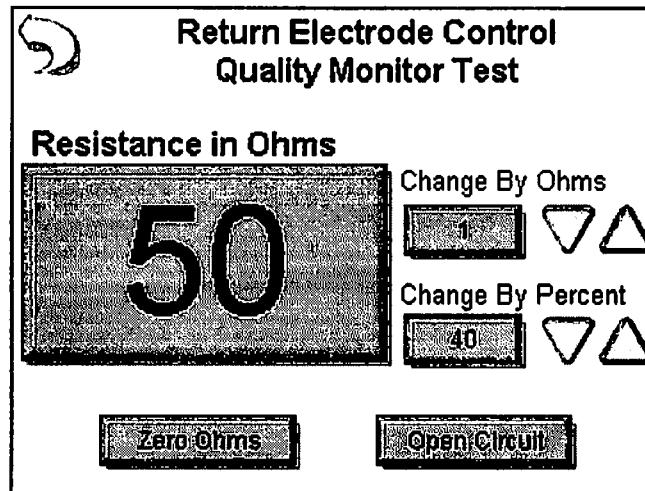 Return Electrode Control
Quality Monitor Test
Resistance in Ohms
50
Change By Ohms
1
Change By Percent
40
Zero Ohms
Open Circuit